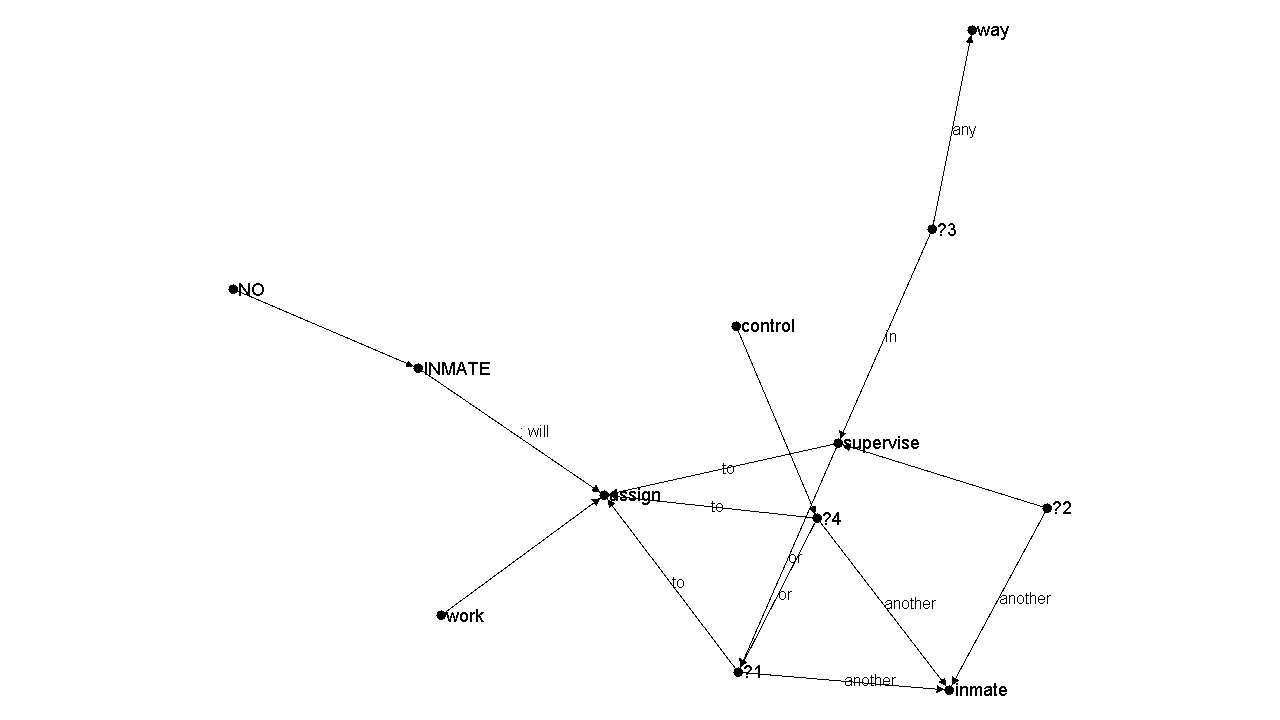 way
any
?3
NO
control
in
INMATE
: will
supervise
to
assign
to
?2
?4
or
to
or
another
another
work
?1
another
inmate